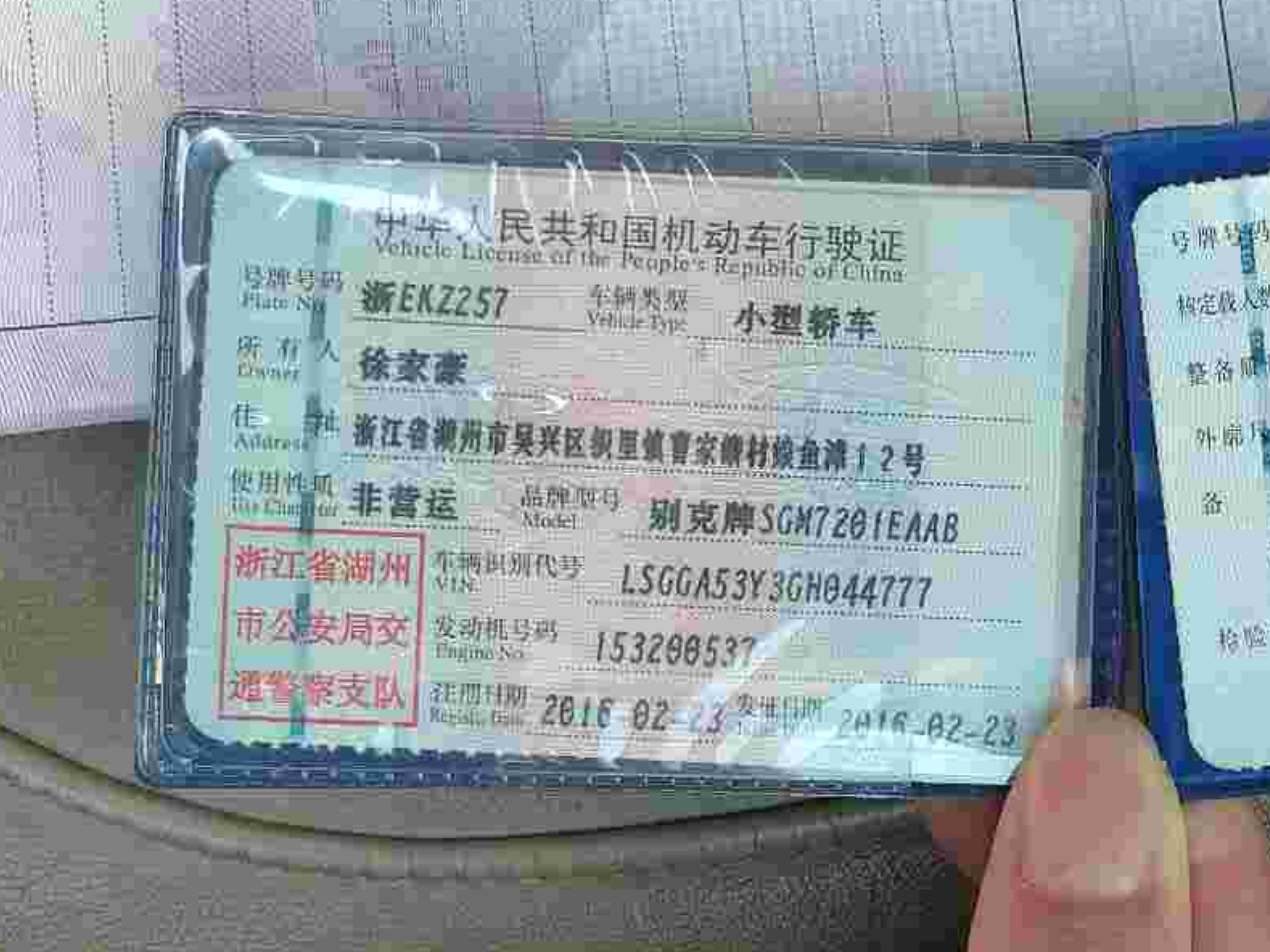 中华人民共和国机动车行驶证
Vehicle License of the People's Republic of China
号牌号码 浙EKZ257 车辆类型 小型轿车
Plate No. Vehicle Type
所有人 徐家豪
Owner
住址 浙江省湖州市吴兴区织里镇曹家兜村 12号
Address
使用性质 非营运 品牌型号 别克牌SGM7201EAAB
Use Character Model
车辆识别代号 LSGGA53Y3GH044777
VIN
发动机号码 153200537
Engine No.
注册日期 2016-02-23 发证日期 2016-02-23
Register Date
浙江省湖州
市公安局交
通警察支队
号牌号码
核定载人数
整备质
外廓尺
备
检验